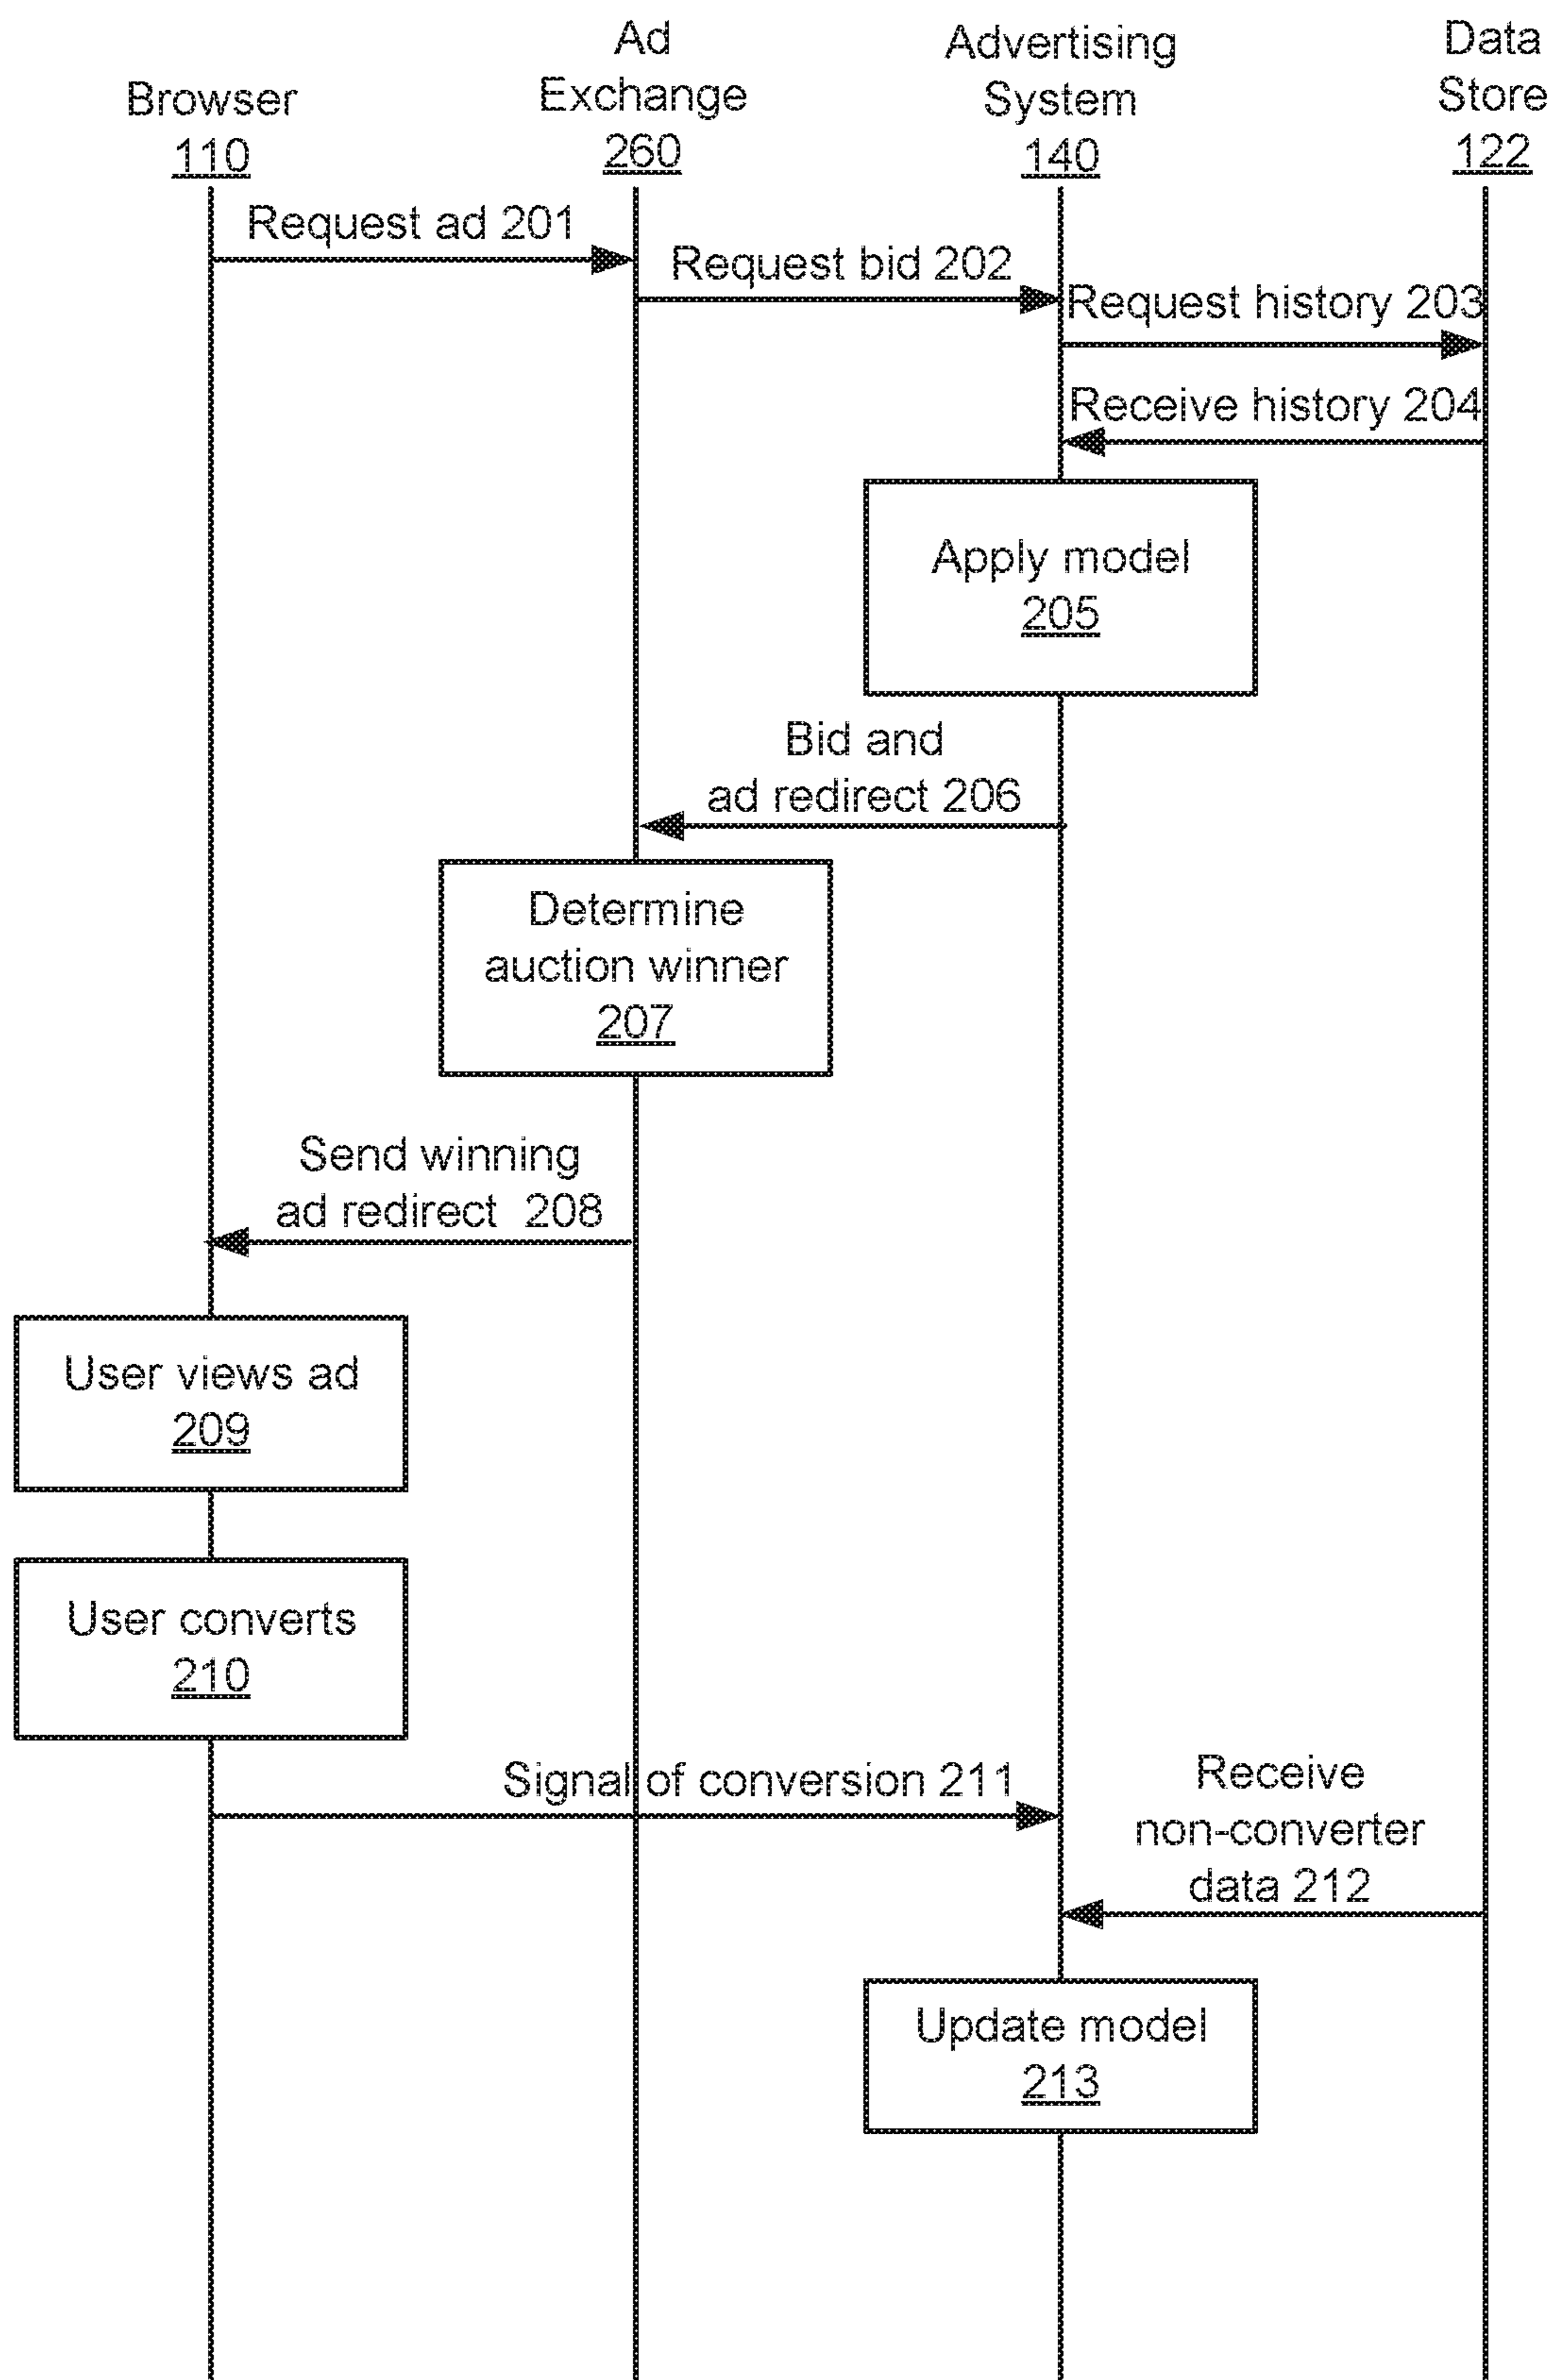 Browser
110
Ad
Exchange
260
Advertising
System
140
Data
Store
122
Request ad 201
Request bid 202
Request history 203
Receive history 204
Apply model
205
Bid and
ad redirect 206
Determine
auction winner
207
Send winning
ad redirect 208
User views ad
209
User converts
210
Signal of conversion 211
Receive
non-converter
data 212
Update model
213